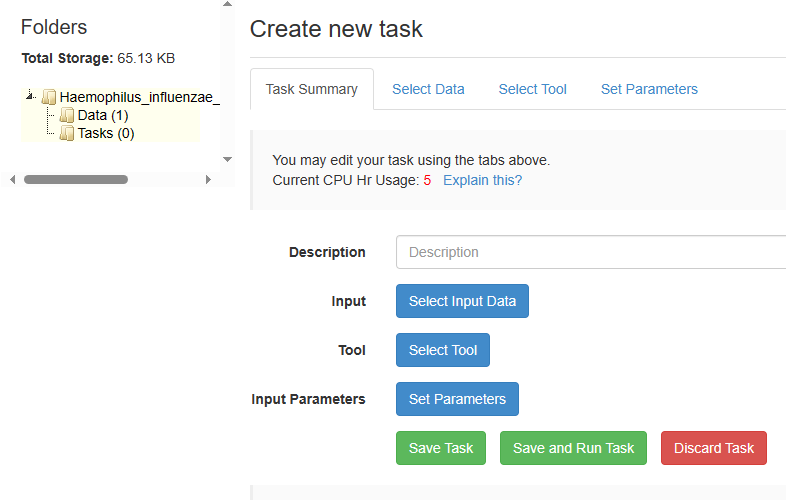 Folders
Total Storage: 65.13 KB
Haemophilus_influenzae_
Data (1)
Tasks (0)
Create new task
Task Summary
Select Data
Select Tool
Set Parameters
You may edit your task using the tabs above.
Current CPU Hr Usage: 5 Explain this?
Description Description
Input Select Input Data
Tool Select Tool
Input Parameters Set Parameters
Save Task Save and Run Task Discard Task